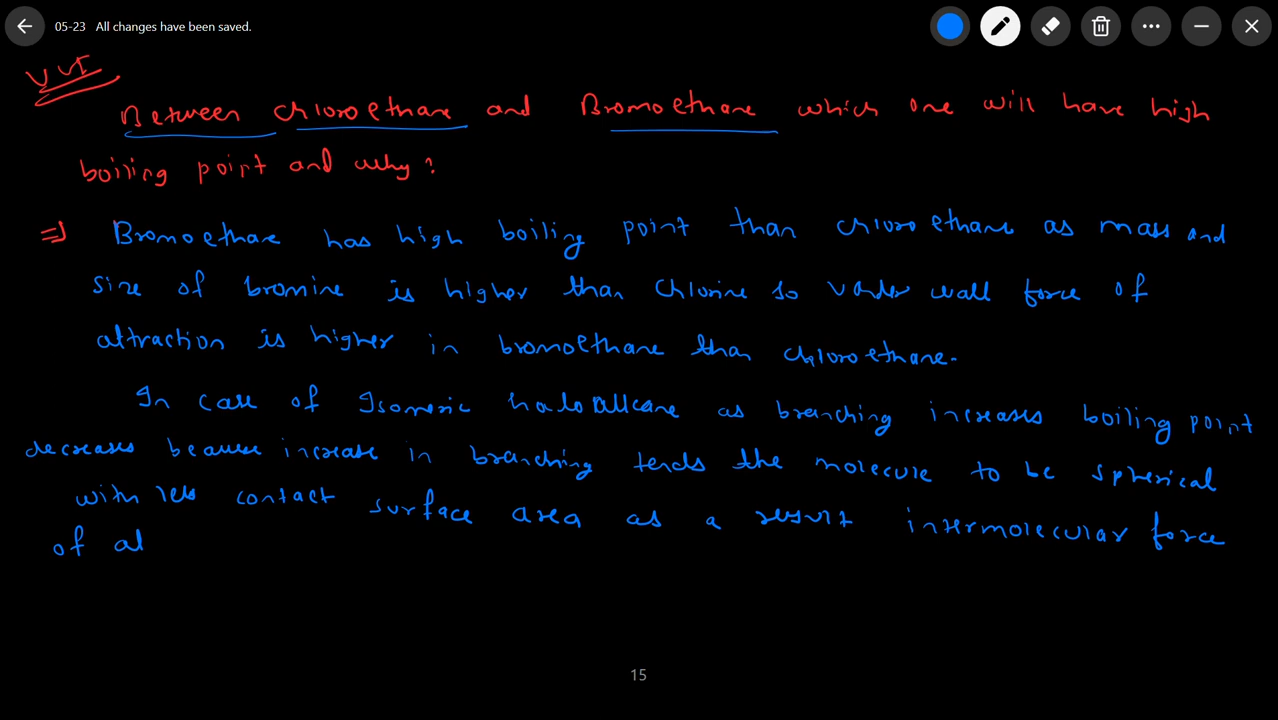 05-23 All changes have been saved.
VVI
Between chloroethane and Bromoethane which one will have high
boiling point and why?
=> Bromoethane has high boiling point than chloroethane as mass and
size of bromine is higher than chlorine so vander wall force of
attraction is higher in bromoethane than chloroethane.
In case of Isomeric haloalkane as branching increases boiling point
decreases because increase in branching tends the molecule to be spherical
with less contact surface area as a result intermolecular force
of at
15